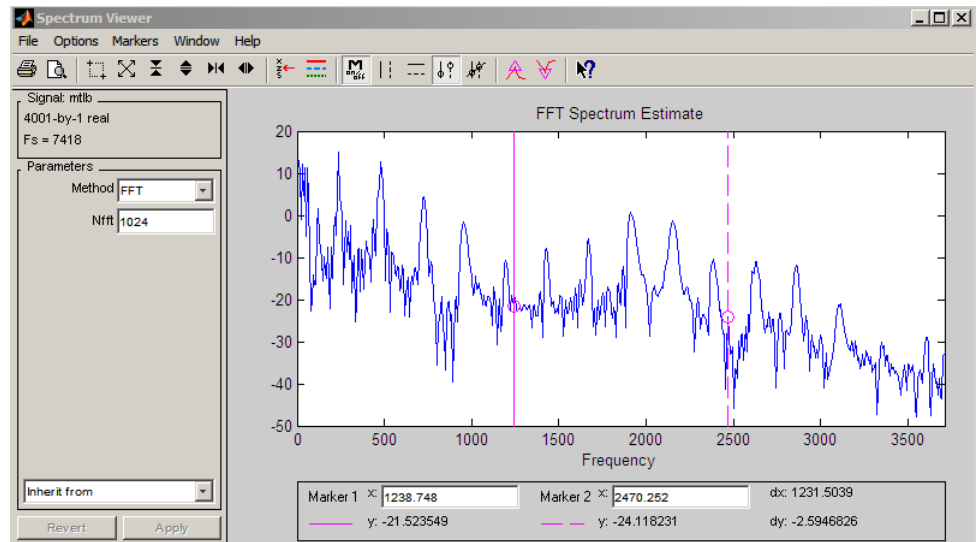 Spectrum Viewer
File Options Markers Window Help
Signal: mtlb
4001-by-1 real
Fs = 7418
Parameters
Method FFT
Nfft 1024
Inherit from
Revert Apply
FFT Spectrum Estimate
20
10
0
-10
-20
-30
-40
-50
0 500 1000 1500 2000 2500 3000 3500
Frequency
Marker 1 x: 1238.748 Marker 2 x: 2470.252 dx: 1231.5039
y: -21.523549 y: -24.118231 dy: -2.5946826